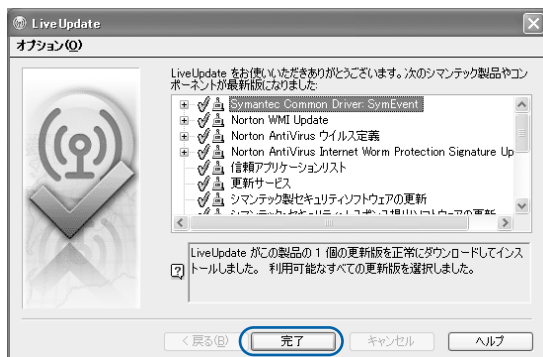 LiveUpdate
オプション(O)
LiveUpdate をお使いいただきありがとうございます。次のシマンテック製品やコン
ポーネントが最新版になりました:
Symantec Common Driver: SymEvent
Norton WMI Update
Norton AntiVirus ウイルス定義
Norton AntiVirus Internet Worm Protection Signature Up
信頼アプリケーションリスト
更新サービス
シマンテック製セキュリティソフトウェアの更新
LiveUpdate がこの製品の 1 個の更新版を正常にダウンロードしてインス
トールしました。 利用可能なすべての更新版を選択しました。
< 戻る(B)
完了
キャンセル
ヘルプ